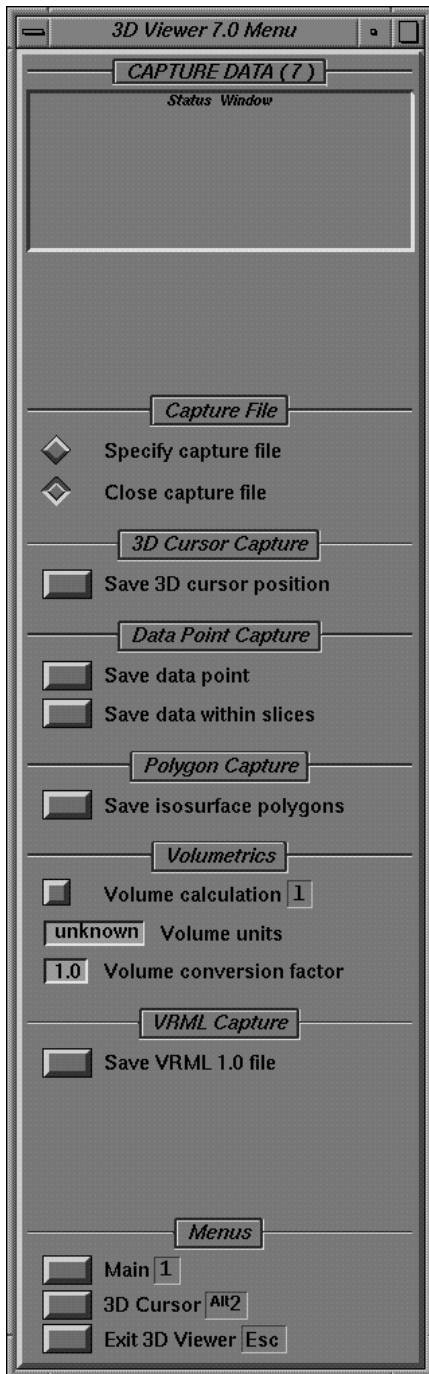 3D Viewer 7.0 Menu
CAPTURE DATA ( 7 )
Status Window
Capture File
Specify capture file
Close capture file
3D Cursor Capture
Save 3D cursor position
Data Point Capture
Save data point
Save data within slices
Polygon Capture
Save isosurface polygons
Volumetrics
Volume calculation 1
unknown Volume units
1.0 Volume conversion factor
VRML Capture
Save VRML 1.0 file
Menus
Main 1
3D Cursor Alt2
Exit 3D Viewer Esc